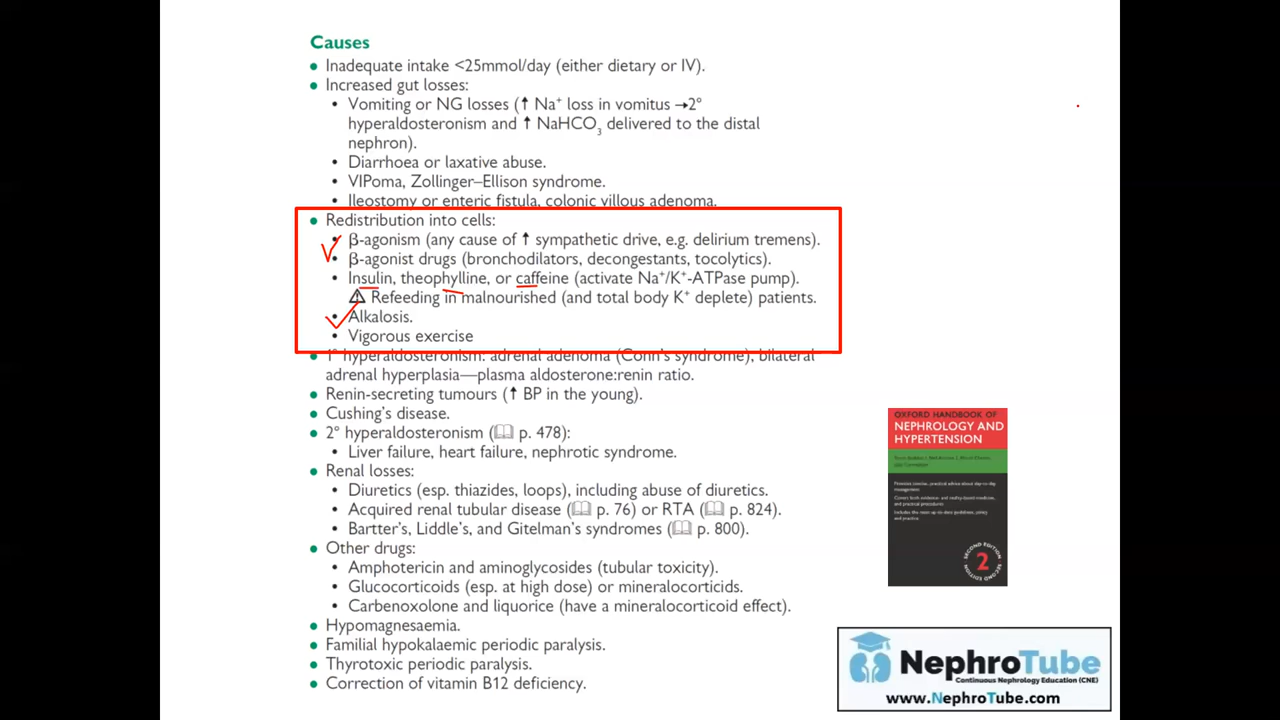 Causes
• Inadequate intake <25mmol/day (either dietary or IV).
• Increased gut losses:
• Vomiting or NG losses (↑ Na⁺ loss in vomitus →2°
hyperaldosteronism and ↑ NaHCO₃ delivered to the distal
nephron).
• Diarrhoea or laxative abuse.
• VIPoma, Zollinger–Ellison syndrome.
• Ileostomy or enteric fistula, colonic villous adenoma.
• Redistribution into cells:
• β-agonism (any cause of ↑ sympathetic drive, e.g. delirium tremens).
• β-agonist drugs (bronchodilators, decongestants, tocolytics).
• Insulin, theophylline, or caffeine (activate Na⁺/K⁺-ATPase pump).
⚠ Refeeding in malnourished (and total body K⁺ deplete) patients.
• Alkalosis.
• Vigorous exercise
• 1° hyperaldosteronism: adrenal adenoma (Conn's syndrome), bilateral
adrenal hyperplasia—plasma aldosterone:renin ratio.
• Renin-secreting tumours (↑ BP in the young).
• Cushing's disease.
• 2° hyperaldosteronism (📖 p. 478):
• Liver failure, heart failure, nephrotic syndrome.
• Renal losses:
• Diuretics (esp. thiazides, loops), including abuse of diuretics.
• Acquired renal tubular disease (📖 p. 76) or RTA (📖 p. 824).
• Bartter's, Liddle's, and Gitelman's syndromes (📖 p. 800).
• Other drugs:
• Amphotericin and aminoglycosides (tubular toxicity).
• Glucocorticoids (esp. at high dose) or mineralocorticids.
• Carbenoxolone and liquorice (have a mineralocorticoid effect).
• Hypomagnesaemia.
• Familial hypokalaemic periodic paralysis.
• Thyrotoxic periodic paralysis.
• Correction of vitamin B12 deficiency.
OXFORD HANDBOOK OF
NEPHROLOGY AND
HYPERTENSION
SECOND EDITION
2
SECOND EDITION
NephroTube
Continuous Nephrology Education (CNE)
www.NephroTube.com